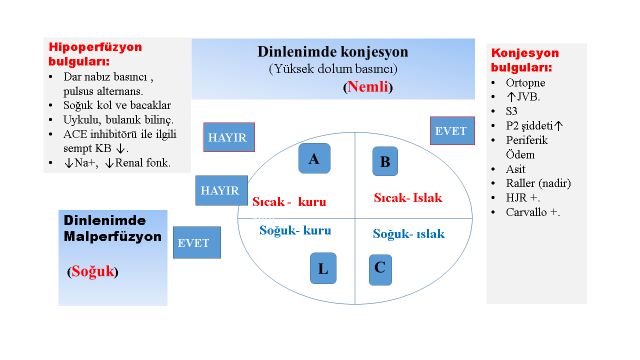 Hipoperfüzyon
bulguları:
• Dar nabız basıncı ,
pulsus alternans.
• Soğuk kol ve bacaklar
• Uykulu, bulanık bilinç.
• ACE inhibitörü ile ilgili
sempt KB ↓.
• ↓Na+, ↓Renal fonk.
Dinlenimde konjesyon
(Yüksek dolum basıncı)
(Nemli)
Konjesyon
bulguları:
• Ortopne
• ↑JVB.
• S3
• P2 şiddeti↑
• Periferik
Ödem
• Asit
• Raller (nadir)
• HJR +.
• Carvallo +.
HAYIR
EVET
A
B
HAYIR
Sıcak - kuru
Sıcak- Islak
Dinlenimde
Malperfüzyon
(Soğuk)
EVET
Soğuk- kuru
Soğuk- ıslak
L
C